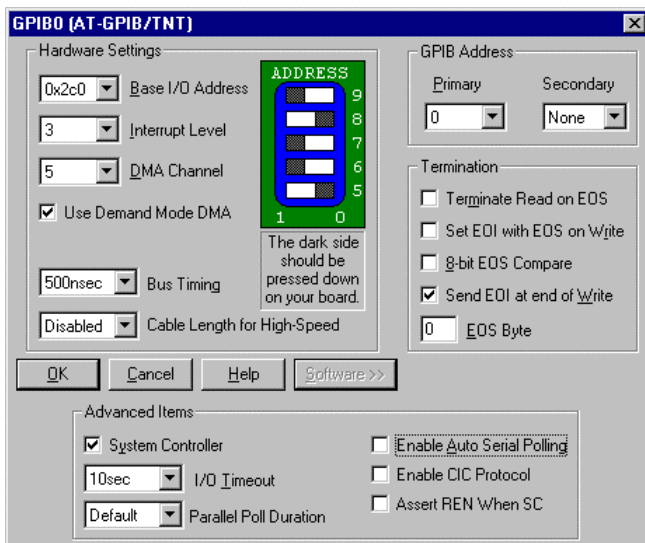 GPIB0 (AT-GPIB/TNT)
Hardware Settings
0x2c0 Base I/O Address
3 Interrupt Level
5 DMA Channel
Use Demand Mode DMA
500nsec Bus Timing
Disabled Cable Length for High-Speed
ADDRESS
9
8
7
6
5
1 0
The dark side
should be
pressed down
on your board.
GPIB Address
Primary Secondary
0 None
Termination
Terminate Read on EOS
Set EOI with EOS on Write
8-bit EOS Compare
Send EOI at end of Write
0 EOS Byte
OK Cancel Help Software >>
Advanced Items
System Controller
10sec I/O Timeout
Default Parallel Poll Duration
Enable Auto Serial Polling
Enable CIC Protocol
Assert REN When SC